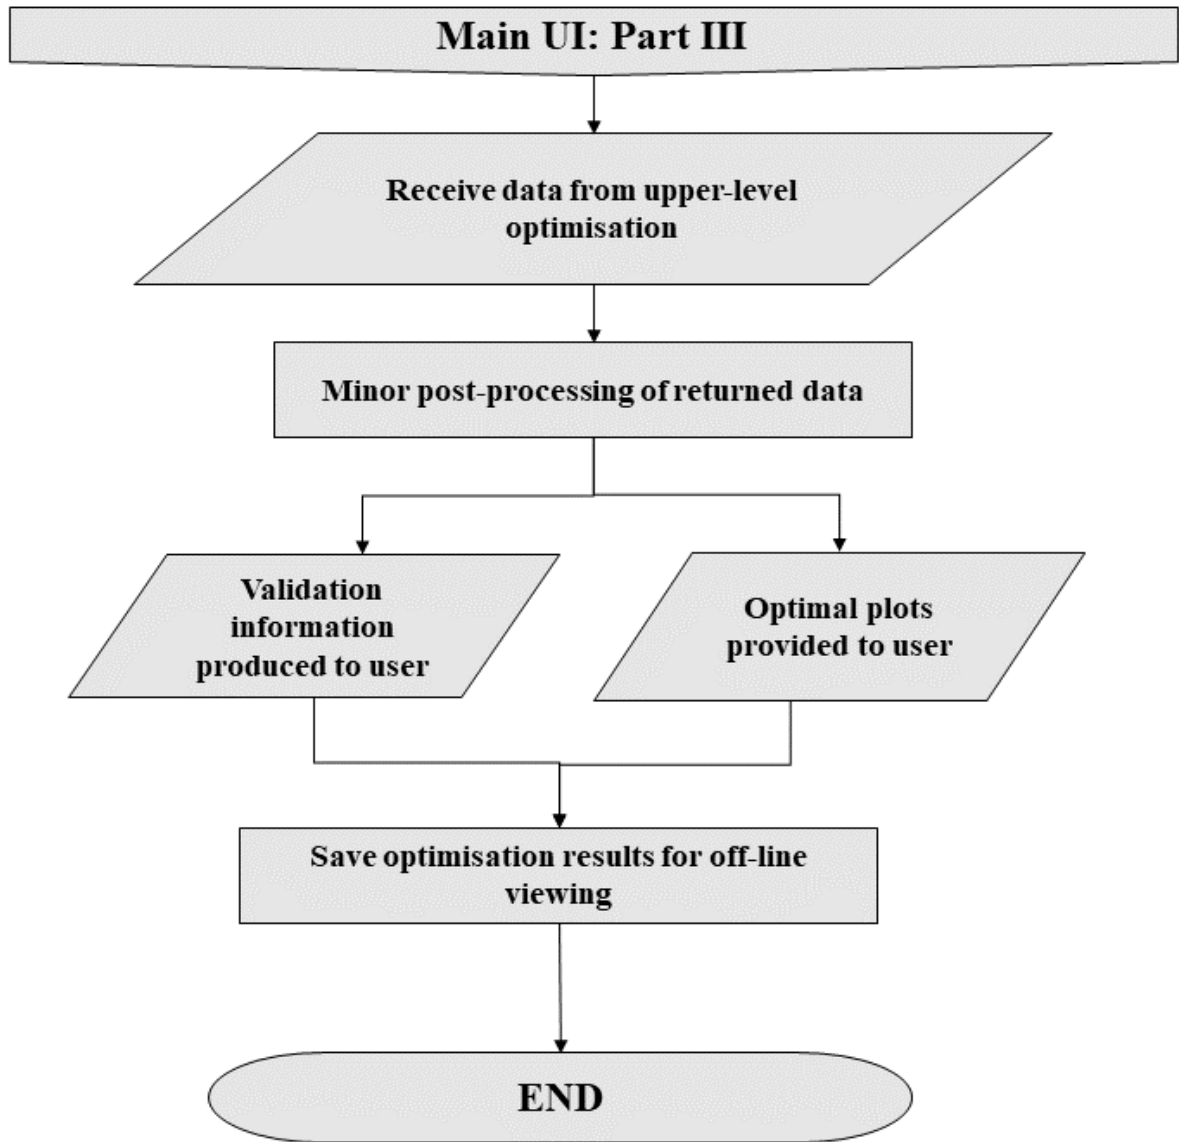 Main UI: Part III
Receive data from upper-level
optimisation
Minor post-processing of returned data
Validation
information
produced to user
Optimal plots
provided to user
Save optimisation results for off-line
viewing
END